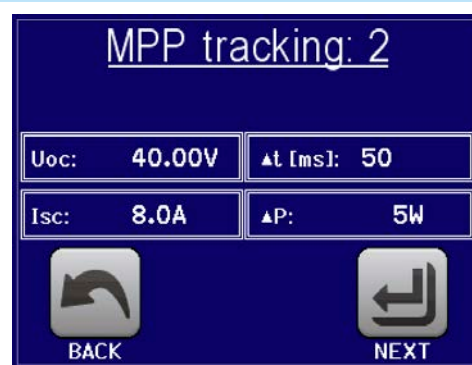 MPP tracking: 2
Uoc: 40.00V ▲t [ms]: 50
Isc: 8.0A ▲P: 5W
BACK NEXT